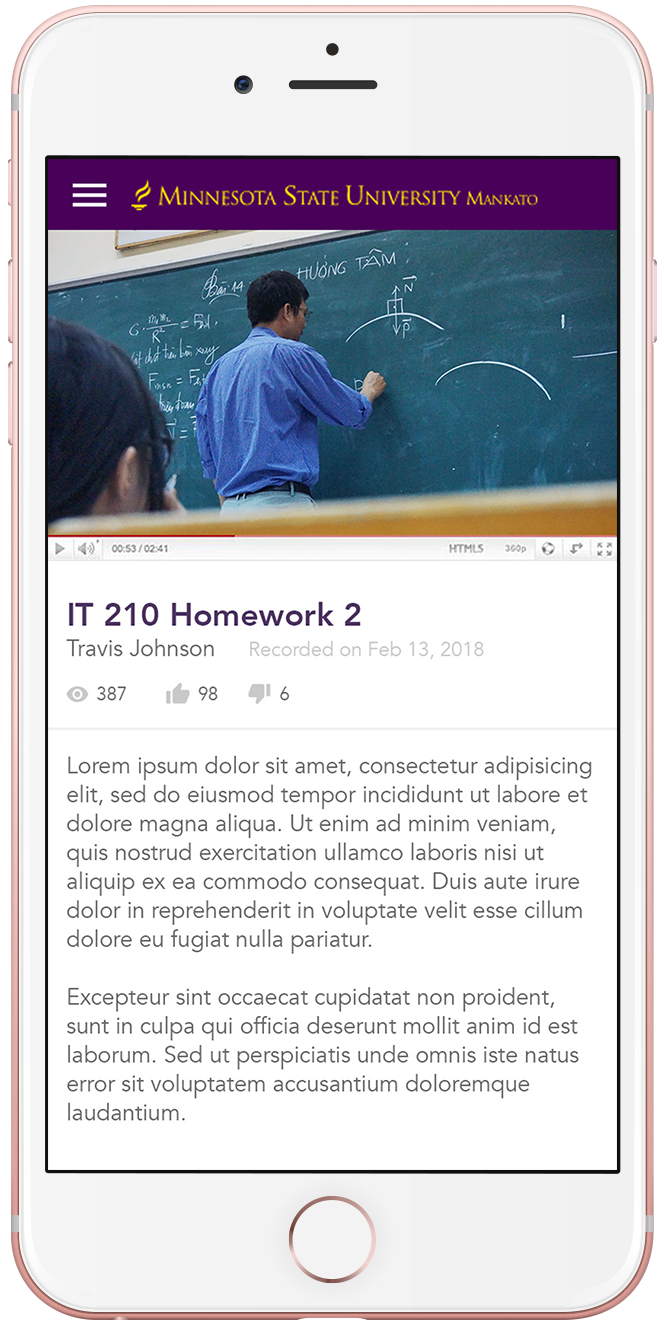 MINNESOTA STATE UNIVERSITY MANKATO
Bài 14
HƯỚNG TÂM
N
G.
= Fhd
R²
P
00:53 / 02:41
HTML5
360p
IT 210 Homework 2
Travis Johnson
Recorded on Feb 13, 2018
387
98
6
Lorem ipsum dolor sit amet, consectetur adipisicing
elit, sed do eiusmod tempor incididunt ut labore et
dolore magna aliqua. Ut enim ad minim veniam,
quis nostrud exercitation ullamco laboris nisi ut
aliquip ex ea commodo consequat. Duis aute irure
dolor in reprehenderit in voluptate velit esse cillum
dolore eu fugiat nulla pariatur.
Excepteur sint occaecat cupidatat non proident,
sunt in culpa qui officia deserunt mollit anim id est
laborum. Sed ut perspiciatis unde omnis iste natus
error sit voluptatem accusantium doloremque
laudantium.